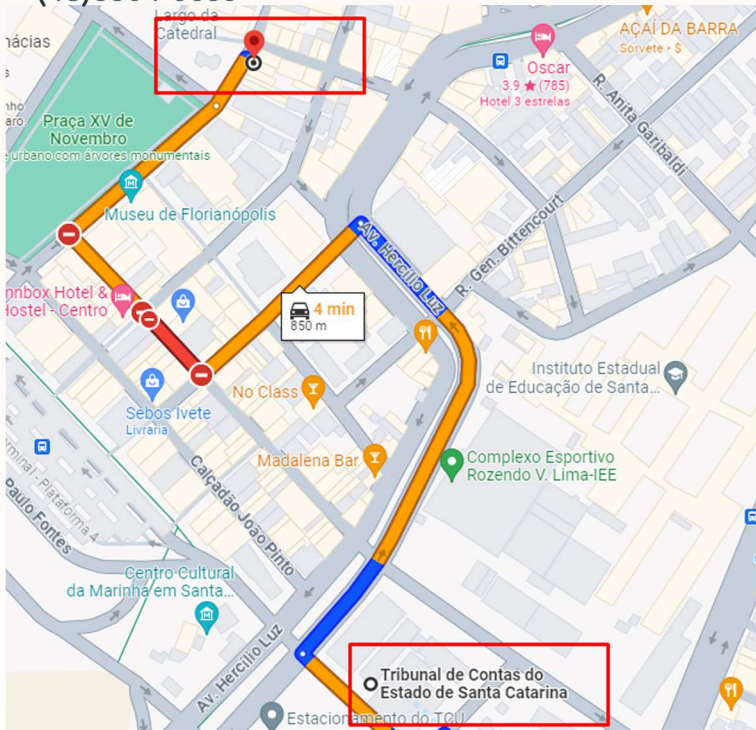 Largo da
Catedral
AÇAÍ DA BARRA
Sorvete • $
Oscar
3.9 ★ (785)
Hotel 3 estrelas
R. Anita Garibaldi
Praça XV de
Novembro
urbano com árvores monumentais
Museu de Florianópolis
Av. Hercílio Luz
R. Gen. Bittencourt
Hotel &
Hostel - Centro
4 min
850 m
Instituto Estadual
de Educação de Santa...
No Class
Sebos Ivete
Livraria
Madalena Bar
Complexo Esportivo
Rozendo V. Lima-IEE
Calçadão João Pinto
Plataforma 4
Paulo Fontes
Centro Cultural
da Marinha em Santa...
Av. Hercílio Luz
Tribunal de Contas do
Estado de Santa Catarina
Estacionamento do TCU